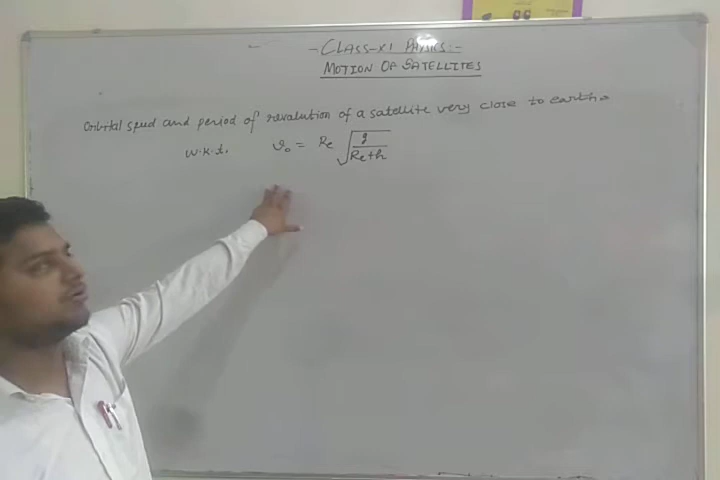 - CLASS-XI PHYSICS:-
MOTION OF SATELLITES
Orbital speed and period of revolution of a satellite very close to earth.
w.k.t. v₀ = Re √(g/(Re+h))